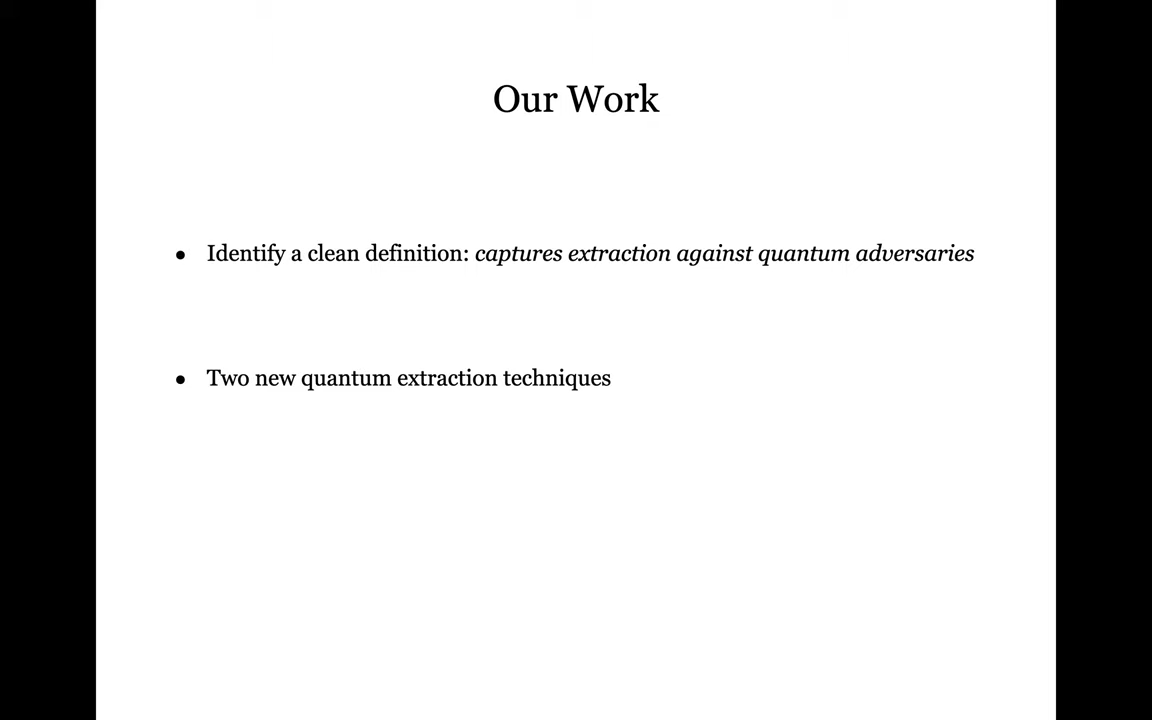 Our Work
● Identify a clean definition: captures extraction against quantum adversaries
● Two new quantum extraction techniques